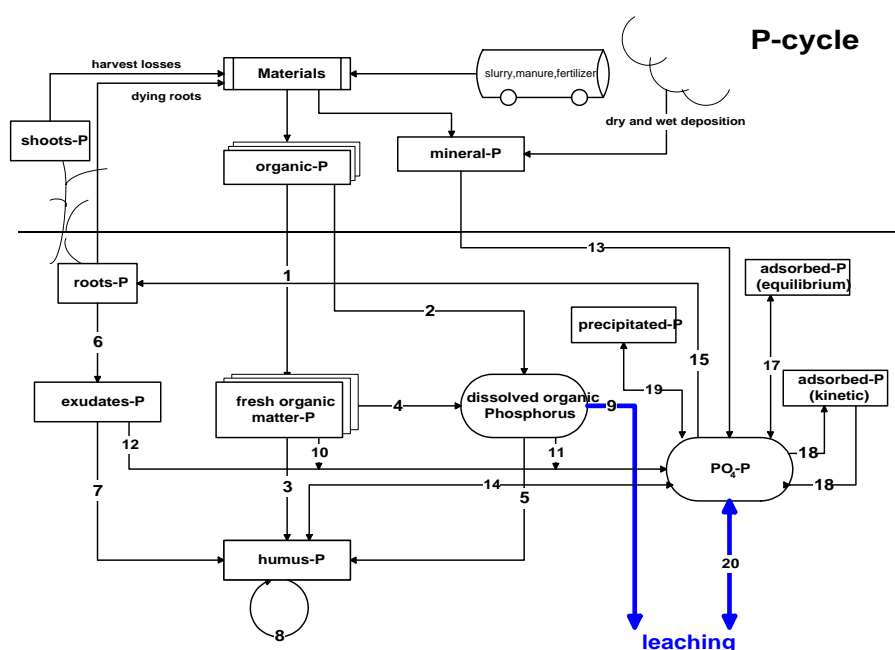 P-cycle
harvest losses
Materials
slurry,manure,fertilizer
dying roots
dry and wet deposition
shoots-P
organic-P
mineral-P
13
roots-P
1
adsorbed-P
(equilibrium)
2
precipitated-P
6
15
17
19
adsorbed-P
(kinetic)
exudates-P
fresh organic
matter-P
4
dissolved organic
Phosphorus
9
12
10
11
18
PO4-P
7
3
14
5
18
humus-P
20
8
leaching